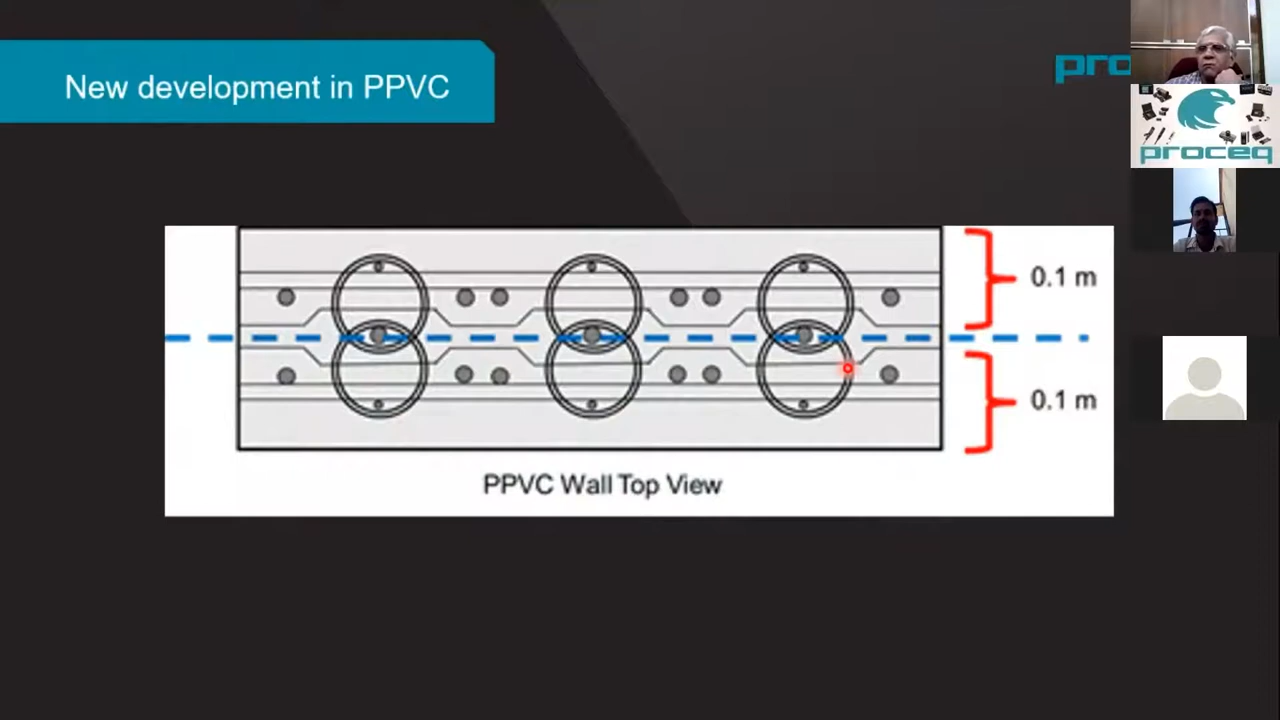 New development in PPVC
pro
proceq
0.1 m
0.1 m
PPVC Wall Top View